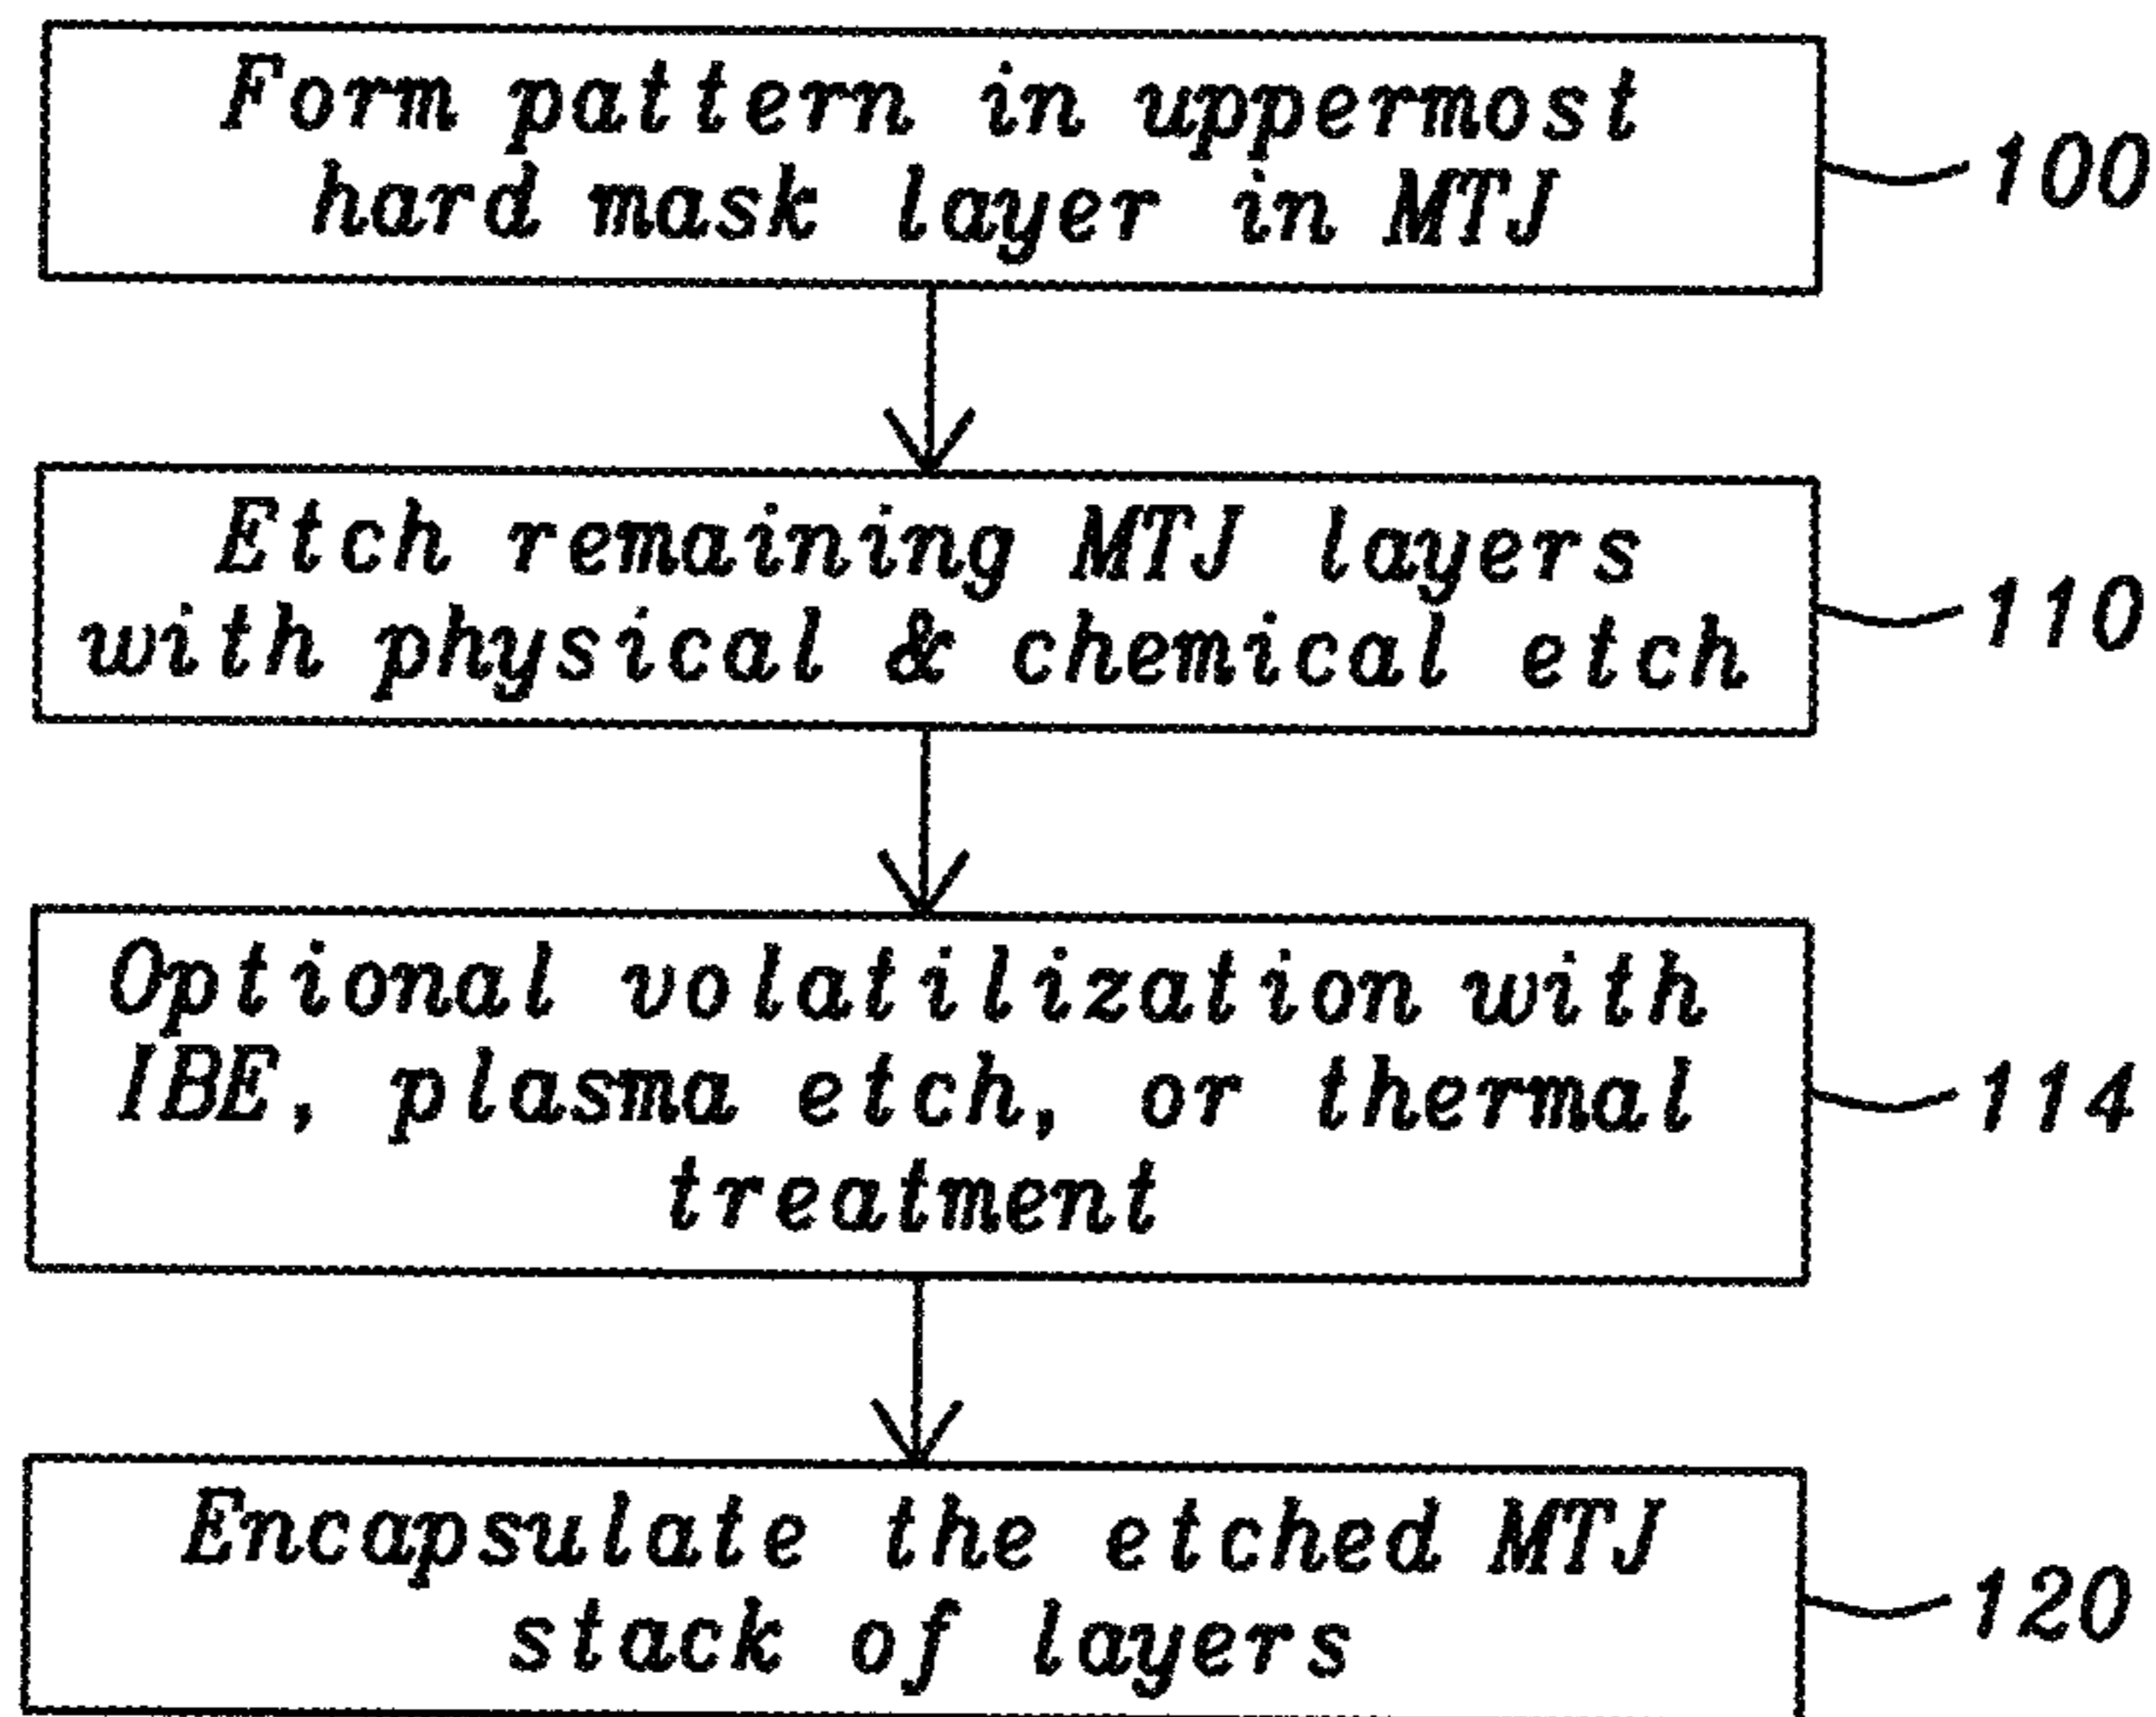 Form pattern in uppermost
hard mask layer in MTJ
100
Etch remaining MTJ layers
with physical & chemical etch
110
Optional volatilization with
IBE, plasma etch, or thermal
treatment
114
Encapsulate the etched MTJ
stack of layers
120